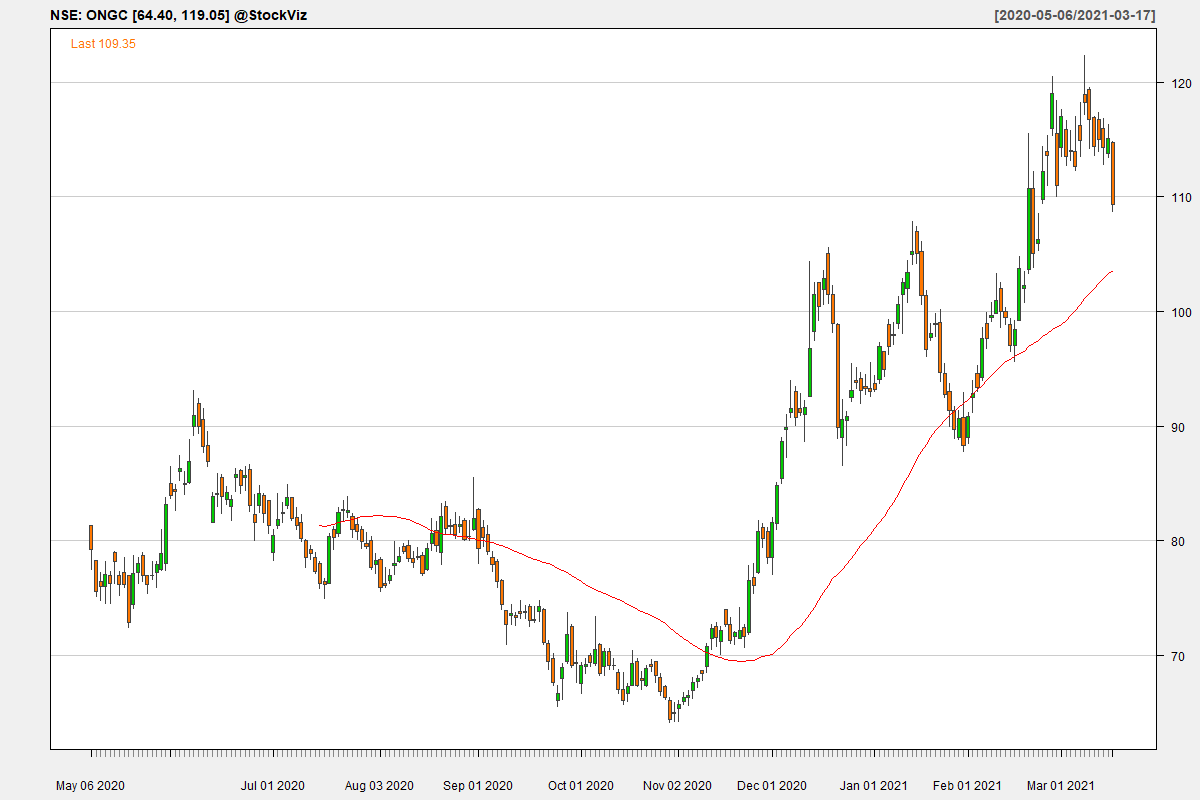 NSE: ONGC [64.40, 119.05] @StockViz
[2020-05-06/2021-03-17]
Last 109.35
120
110
100
90
80
70
May 06 2020
Jul 01 2020
Aug 03 2020
Sep 01 2020
Oct 01 2020
Nov 02 2020
Dec 01 2020
Jan 01 2021
Feb 01 2021
Mar 01 2021